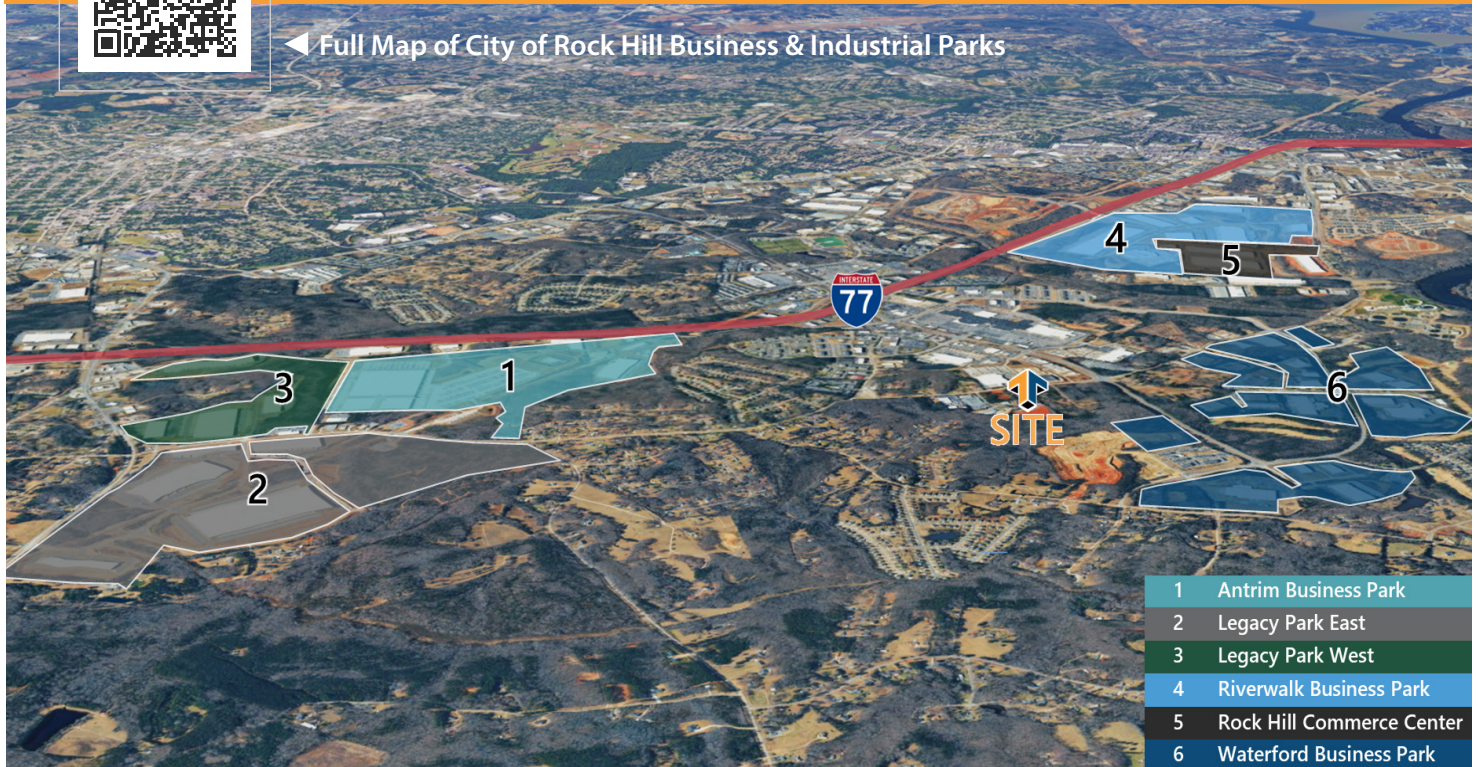 Full Map of City of Rock Hill Business & Industrial Parks
4
5
INTERSTATE
77
1
3
6
SITE
2
1 Antrim Business Park
2 Legacy Park East
3 Legacy Park West
4 Riverwalk Business Park
5 Rock Hill Commerce Center
6 Waterford Business Park